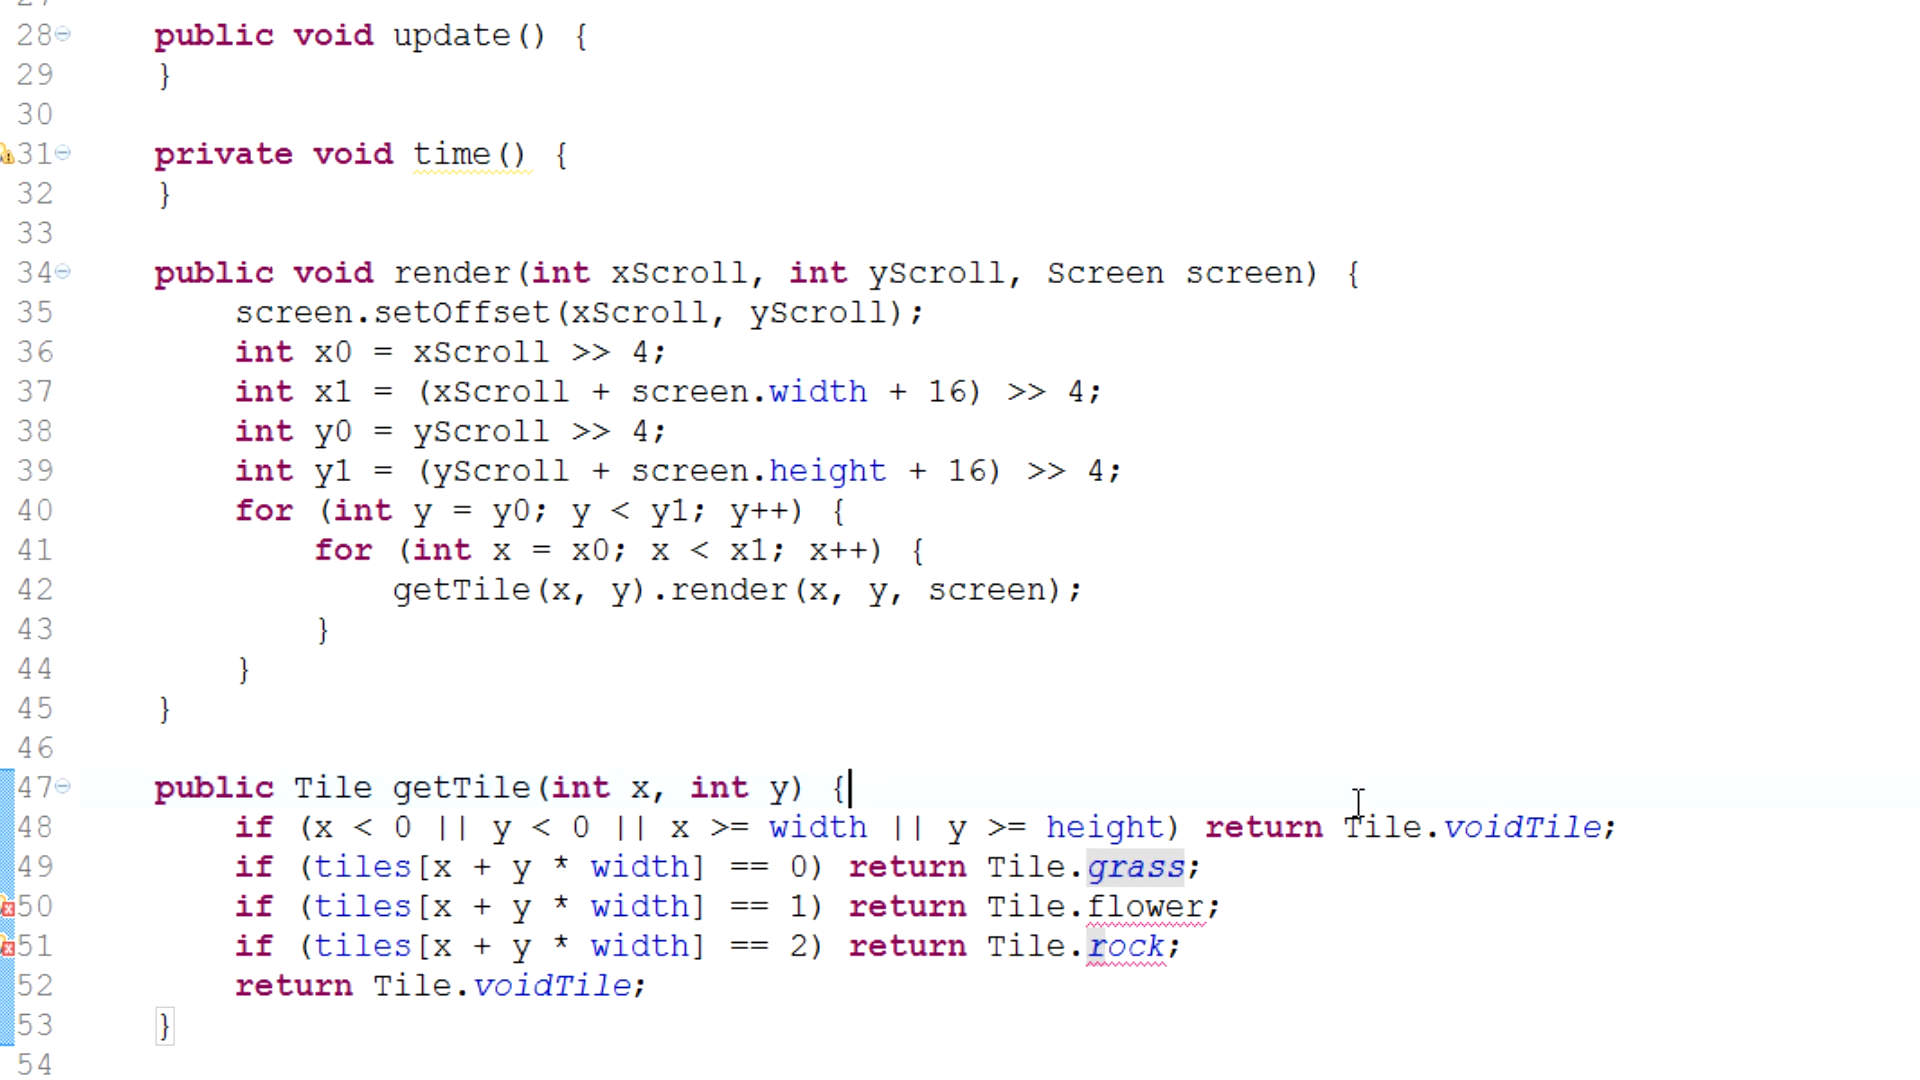 28 public void update() {
29 }
30
31 private void time() {
32 }
33
34 public void render(int xScroll, int yScroll, Screen screen) {
35 screen.setOffset(xScroll, yScroll);
36 int x0 = xScroll >> 4;
37 int x1 = (xScroll + screen.width + 16) >> 4;
38 int y0 = yScroll >> 4;
39 int y1 = (yScroll + screen.height + 16) >> 4;
40 for (int y = y0; y < y1; y++) {
41 for (int x = x0; x < x1; x++) {
42 getTile(x, y).render(x, y, screen);
43 }
44 }
45 }
46
47 public Tile getTile(int x, int y) {
48 if (x < 0 || y < 0 || x >= width || y >= height) return Tile.voidTile;
49 if (tiles[x + y * width] == 0) return Tile.grass;
50 if (tiles[x + y * width] == 1) return Tile.flower;
51 if (tiles[x + y * width] == 2) return Tile.rock;
52 return Tile.voidTile;
53 }
54